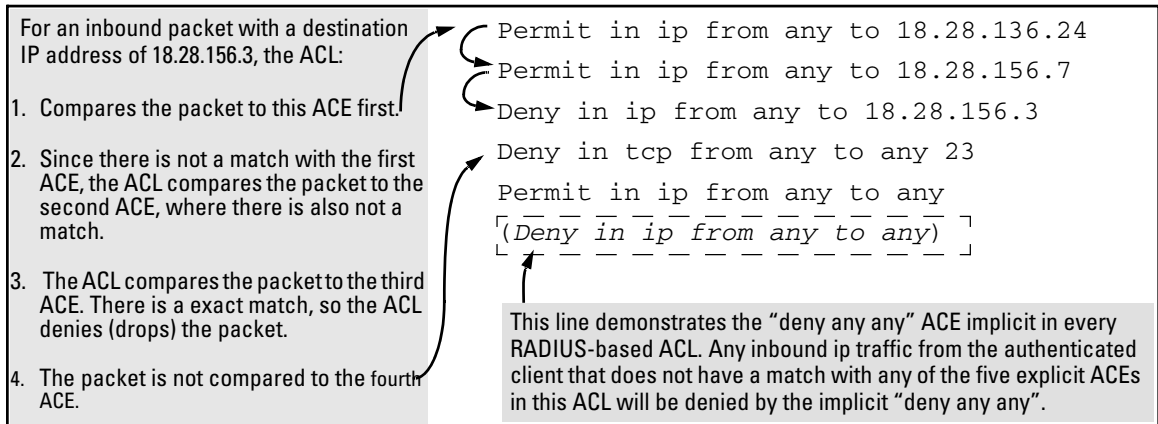 For an inbound packet with a destination
IP address of 18.28.156.3, the ACL:
1. Compares the packet to this ACE first.
2. Since there is not a match with the first
ACE, the ACL compares the packet to the
second ACE, where there is also not a
match.
3. The ACL compares the packet to the third
ACE. There is a exact match, so the ACL
denies (drops) the packet.
4. The packet is not compared to the fourth
ACE.
Permit in ip from any to 18.28.136.24
Permit in ip from any to 18.28.156.7
Deny in ip from any to 18.28.156.3
Deny in tcp from any to any 23
Permit in ip from any to any
(Deny in ip from any to any)
This line demonstrates the “deny any any” ACE implicit in every
RADIUS-based ACL. Any inbound ip traffic from the authenticated
client that does not have a match with any of the five explicit ACEs
in this ACL will be denied by the implicit “deny any any”.